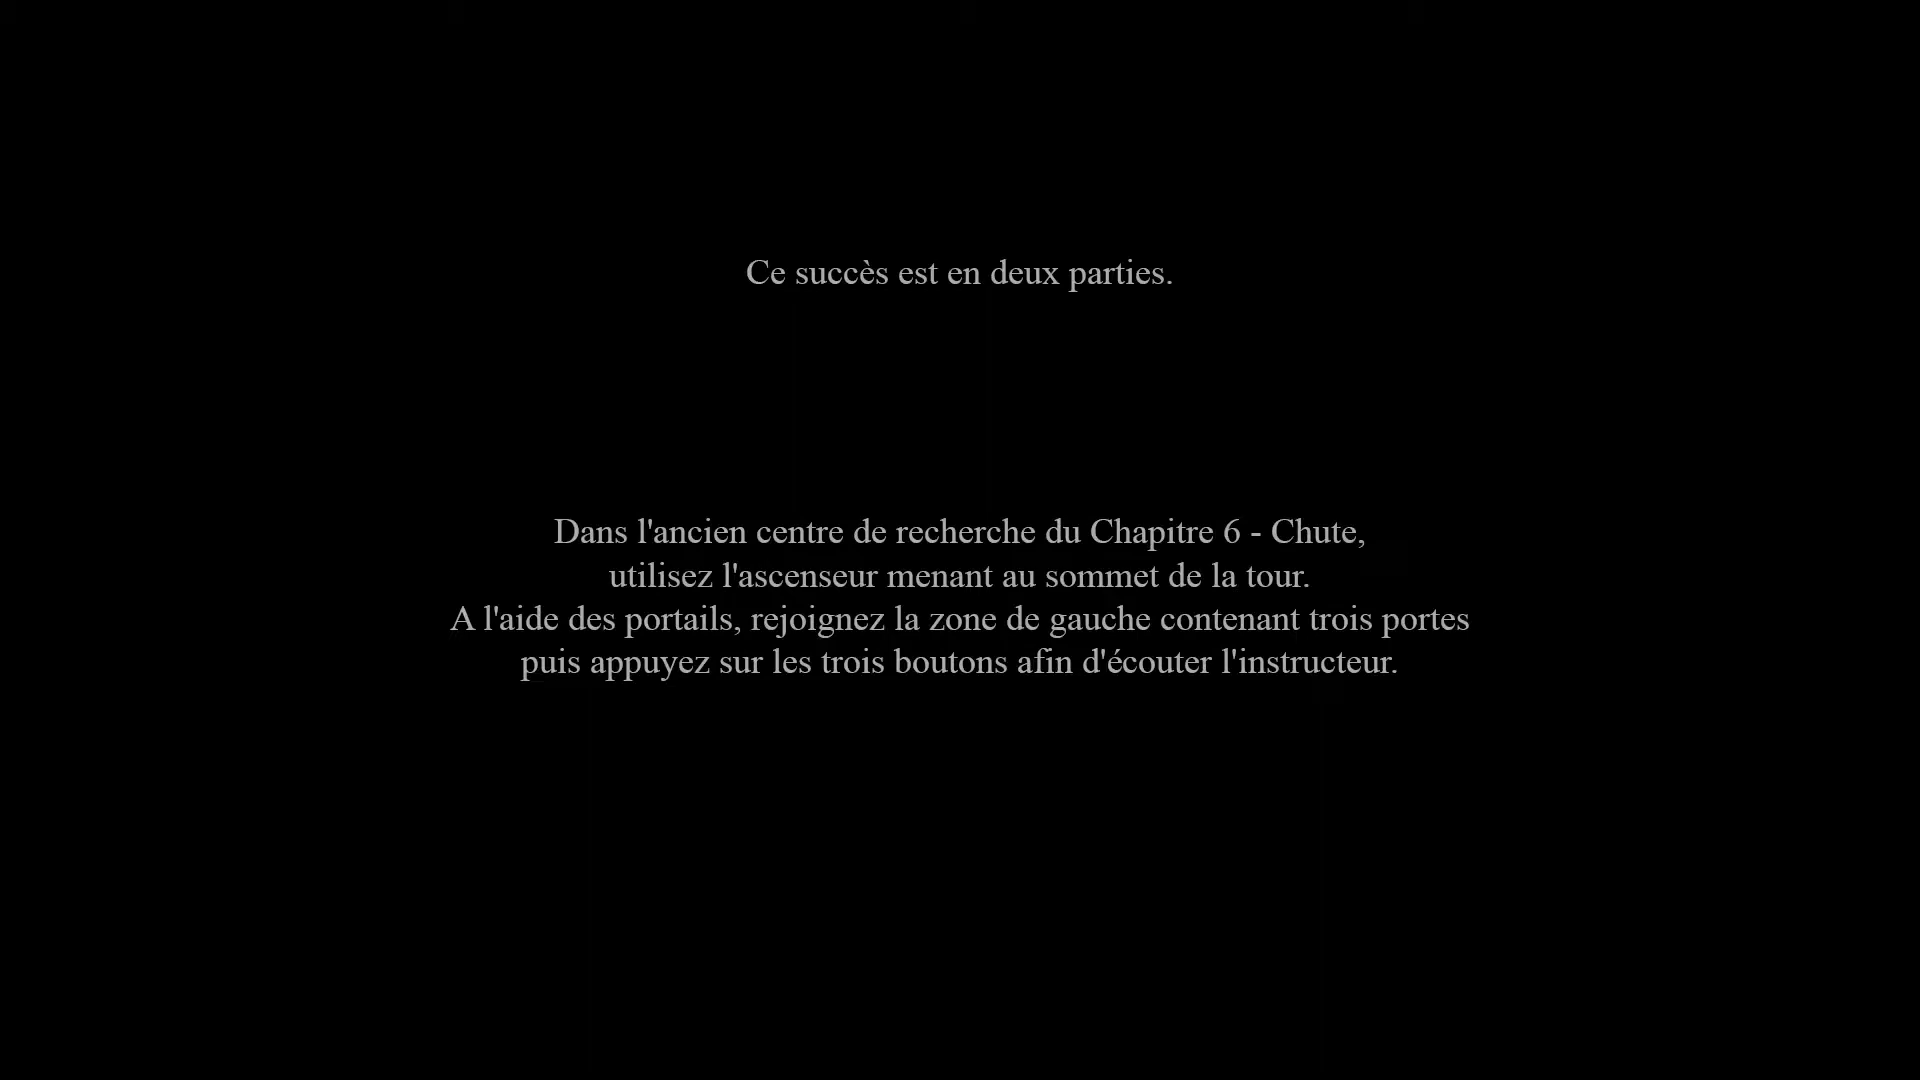 Ce succès est en deux parties.
Dans l'ancien centre de recherche du Chapitre 6 - Chute,
utilisez l'ascenseur menant au sommet de la tour.
A l'aide des portails, rejoignez la zone de gauche contenant trois portes
puis appuyez sur les trois boutons afin d'écouter l'instructeur.